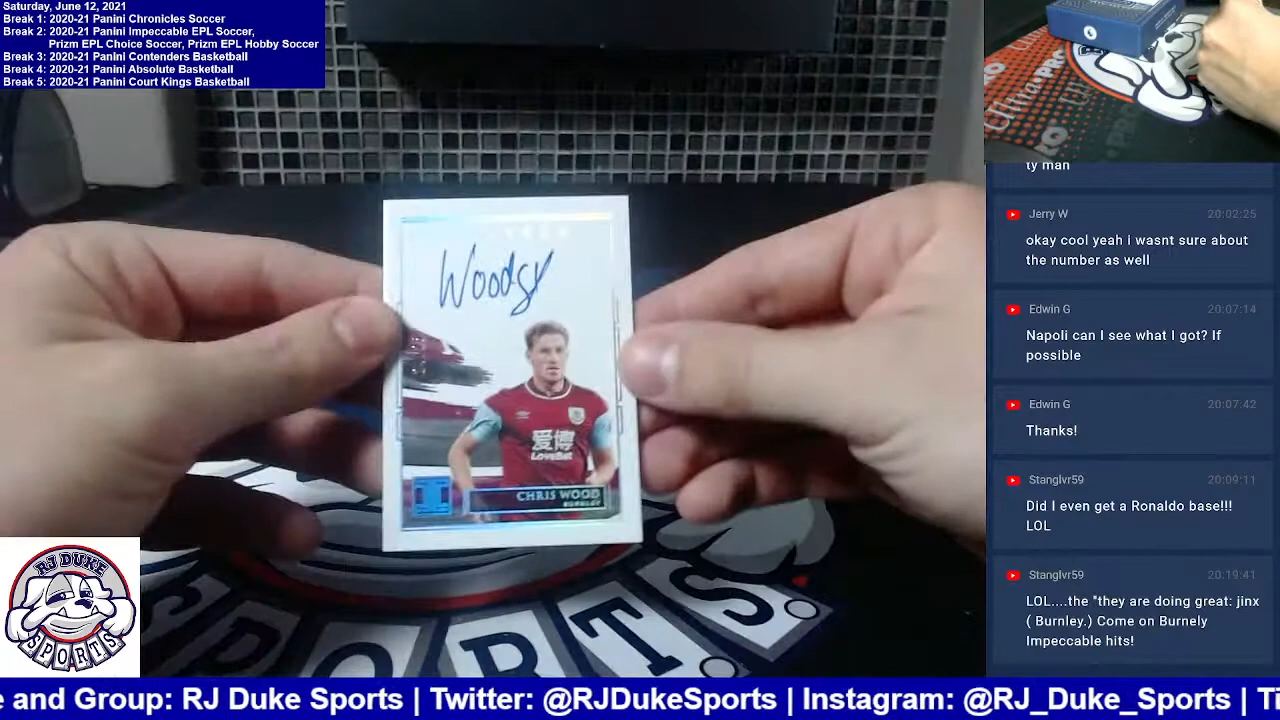 Saturday, June 12, 2021
Break 1: 2020-21 Panini Chronicles Soccer
Break 2: 2020-21 Panini Impeccable EPL Soccer,
Prizm EPL Choice Soccer, Prizm EPL Hobby Soccer
Break 3: 2020-21 Panini Contenders Basketball
Break 4: 2020-21 Panini Absolute Basketball
Break 5: 2020-21 Panini Court Kings Basketball
Ultra PRO
ty man
Jerry W 20:02:25
okay cool yeah I wasnt sure about
the number as well
Edwin G 20:07:14
Napoli can I see what I got? If
possible
Edwin G 20:07:42
Thanks!
Stanglvr59 20:09:11
Did I even get a Ronaldo base!!!
LOL
Stanglvr59 20:19:41
LOL....the "they are doing great: jinx
( Burnley.) Come on Burnely
Impeccable hits!
Woodsy
爱博
LoveBet
CHRIS WOOD
BURNLEY
RJ DUKE
SPORTS
SPORTS
e and Group: RJ Duke Sports | Twitter: @RJDukeSports | Instagram: @RJ_Duke_Sports | Ti